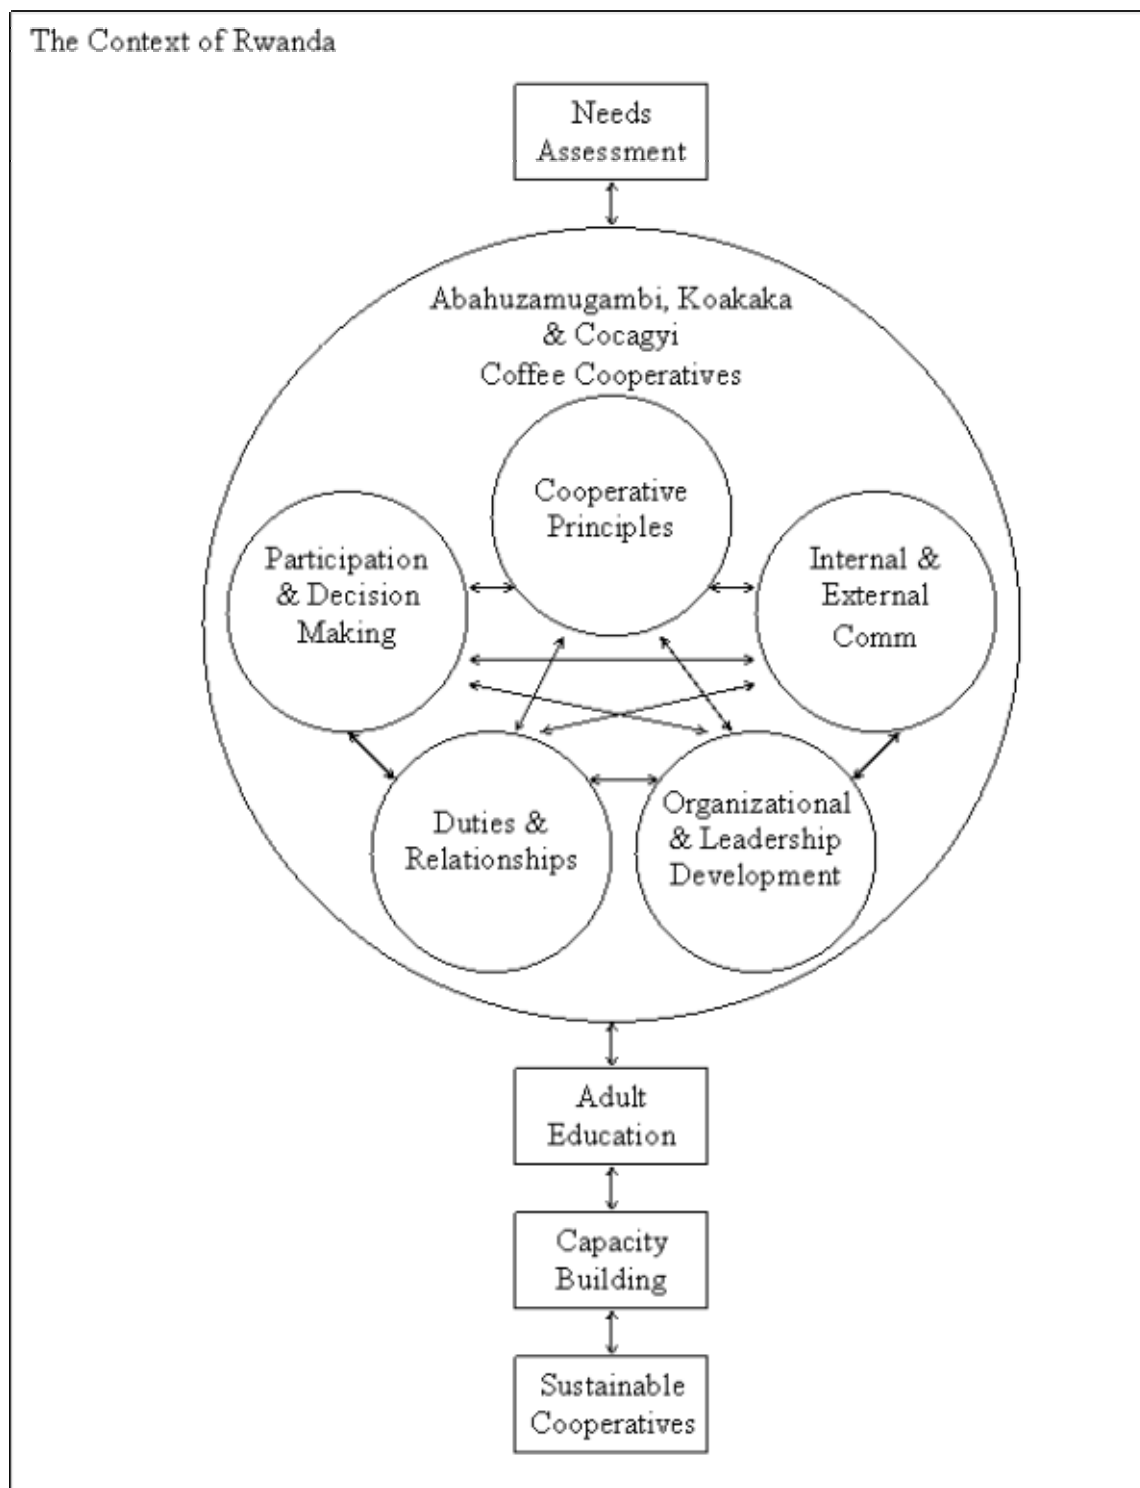 The Context of Rwanda
Needs
Assessment
Abahuzamugambi, Koakaka
& Cocagyi
Coffee Cooperatives
Cooperative
Principles
Participation
& Decision
Making
Internal &
External
Comm
Duties &
Relationships
Organizational
& Leadership
Development
Adult
Education
Capacity
Building
Sustainable
Cooperatives